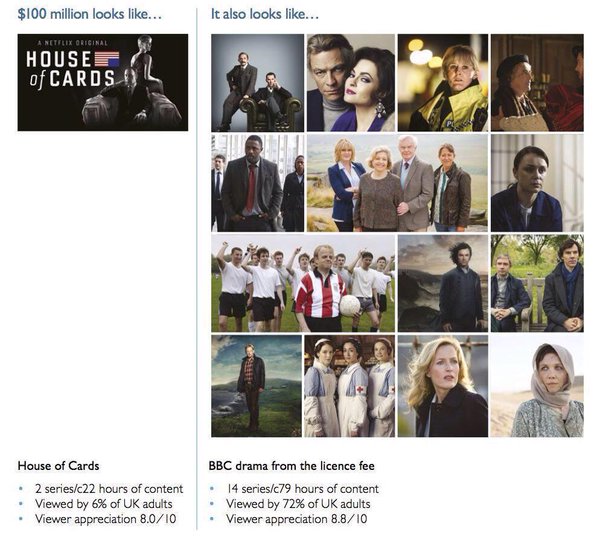 $100 million looks like…
It also looks like…
A NETFLIX ORIGINAL
HOUSE
of CARDS
House of Cards
• 2 series/c22 hours of content
• Viewed by 6% of UK adults
• Viewer appreciation 8.0/10
BBC drama from the licence fee
• 14 series/c79 hours of content
• Viewed by 72% of UK adults
• Viewer appreciation 8.8/10